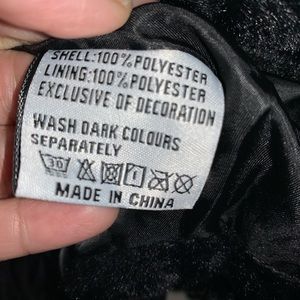 SHELL:100%POLYESTER
LINING:100%POLYESTER
EXCLUSIVE OF DECORATION
WASH DARK COLOURS
SEPARATELY
30
MADE IN CHINA